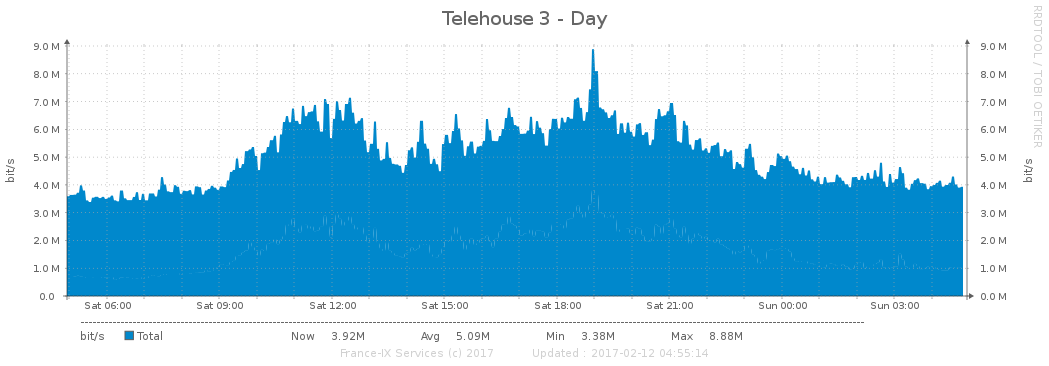 Telehouse 3 - Day
RRDTOOL / TOBI OETIKER
bit/s
9.0 M 9.0 M
8.0 M 8.0 M
7.0 M 7.0 M
6.0 M 6.0 M
5.0 M 5.0 M
4.0 M 4.0 M
3.0 M 3.0 M
2.0 M 2.0 M
1.0 M 1.0 M
0.0 0.0 M
bit/s
Sat 06:00 Sat 09:00 Sat 12:00 Sat 15:00 Sat 18:00 Sat 21:00 Sun 00:00 Sun 03:00
bit/s Total Now 3.92M Avg 5.09M Min 3.38M Max 8.88M
France-IX Services (c) 2017 Updated : 2017-02-12 04:55:14